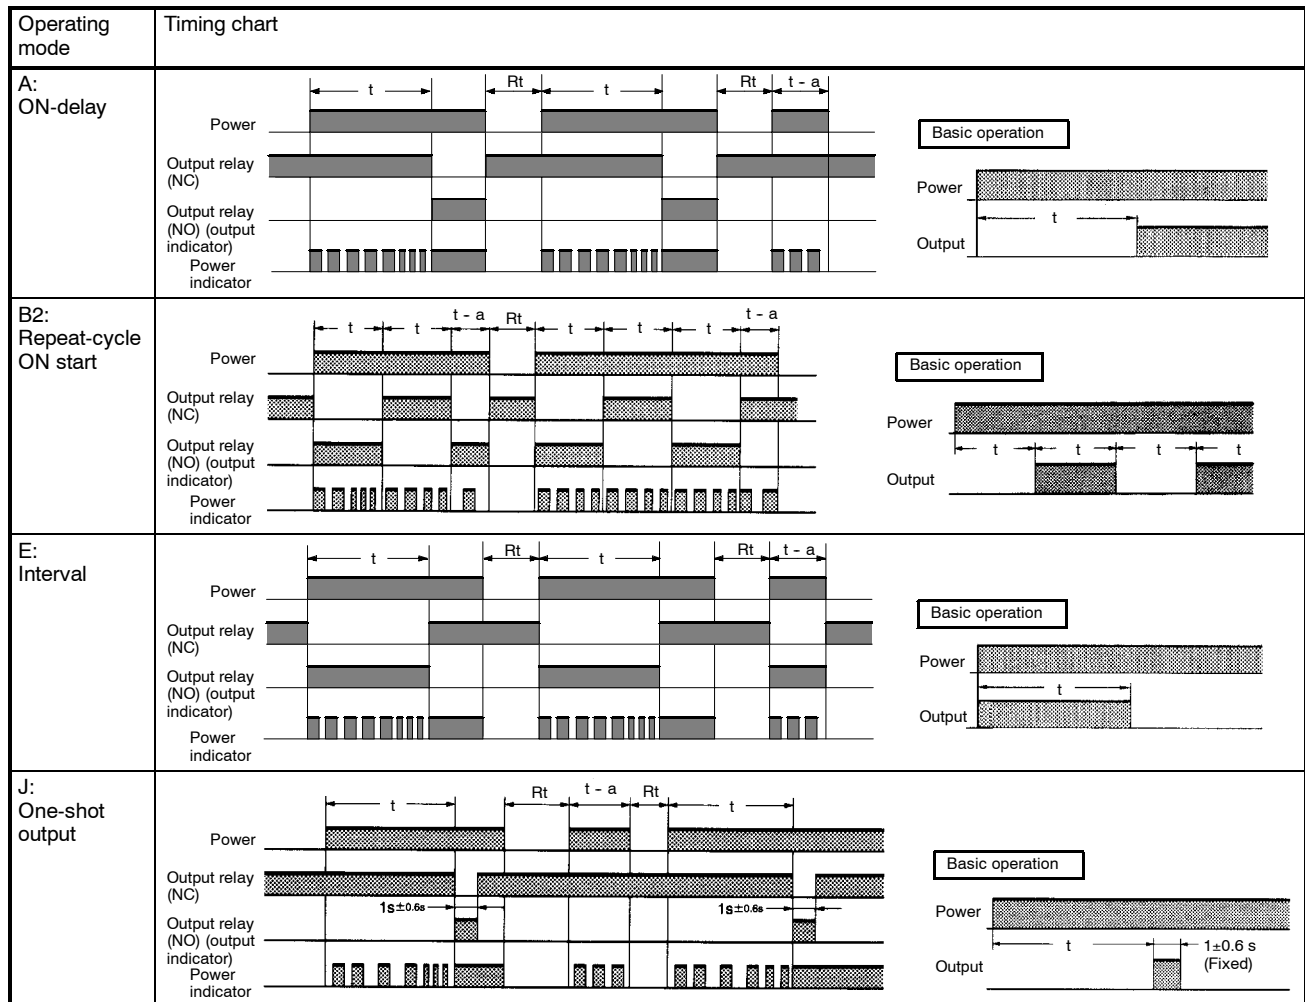 Operating
mode
Timing chart
A:
ON-delay
t
Rt
t
Rt
t - a
Power
Output relay
(NC)
Output relay
(NO) (output
indicator)
Power
indicator
Basic operation
Power
t
Output
B2:
Repeat-cycle
ON start
t
t
t - a
Rt
t
t
t
t - a
Power
Output relay
(NC)
Output relay
(NO) (output
indicator)
Power
indicator
Basic operation
Power
t
t
t
t
Output
E:
Interval
t
Rt
t
Rt
t - a
Power
Output relay
(NC)
Output relay
(NO) (output
indicator)
Power
indicator
Basic operation
Power
t
Output
J:
One-shot
output
t
Rt
t - a
Rt
t
Power
Output relay
(NC)
1s±0.6s
1s±0.6s
Output relay
(NO) (output
indicator)
Power
indicator
Basic operation
Power
t
1±0.6 s
(Fixed)
Output